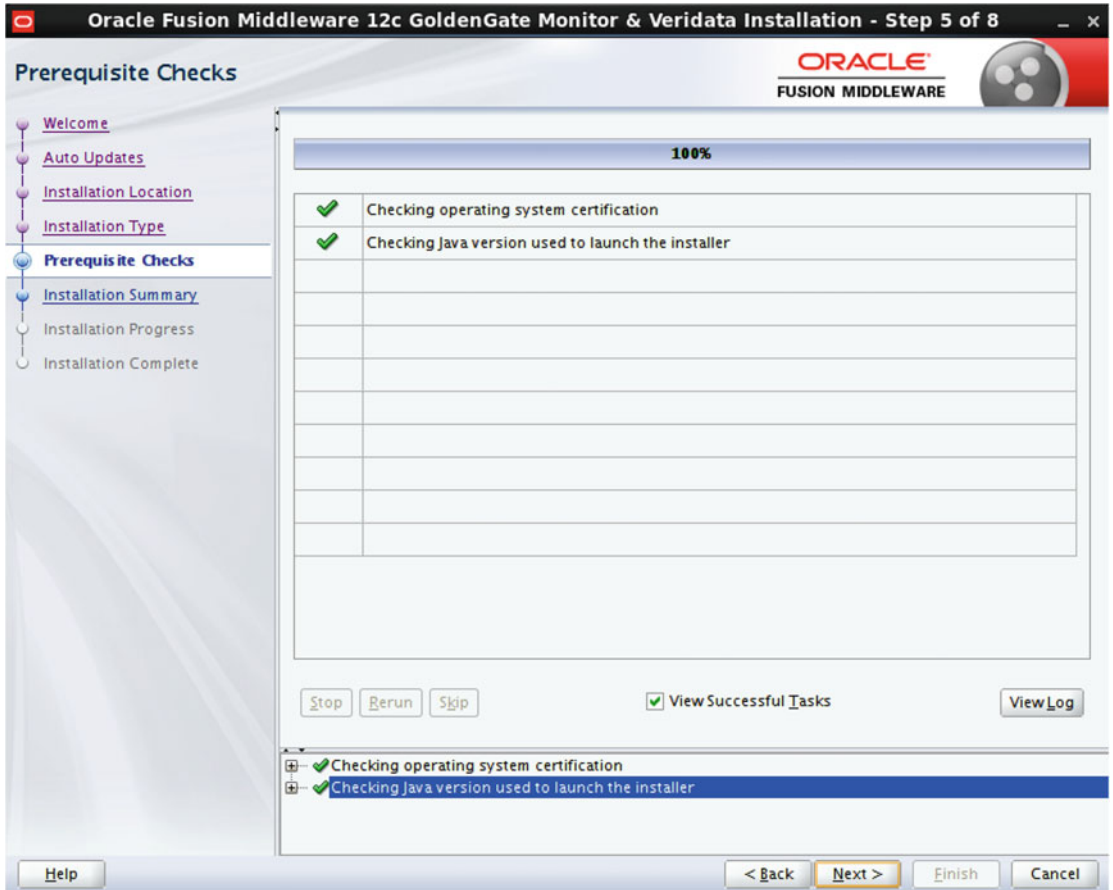 Oracle Fusion Middleware 12c GoldenGate Monitor & Veridata Installation - Step 5 of 8
Prerequisite Checks
ORACLE
FUSION MIDDLEWARE
Welcome
Auto Updates
Installation Location
Installation Type
Prerequisite Checks
Installation Summary
Installation Progress
Installation Complete
100%
Checking operating system certification
Checking Java version used to launch the installer
Stop Rerun Skip View Successful Tasks View Log
Checking operating system certification
Checking Java version used to launch the installer
Help < Back Next > Finish Cancel